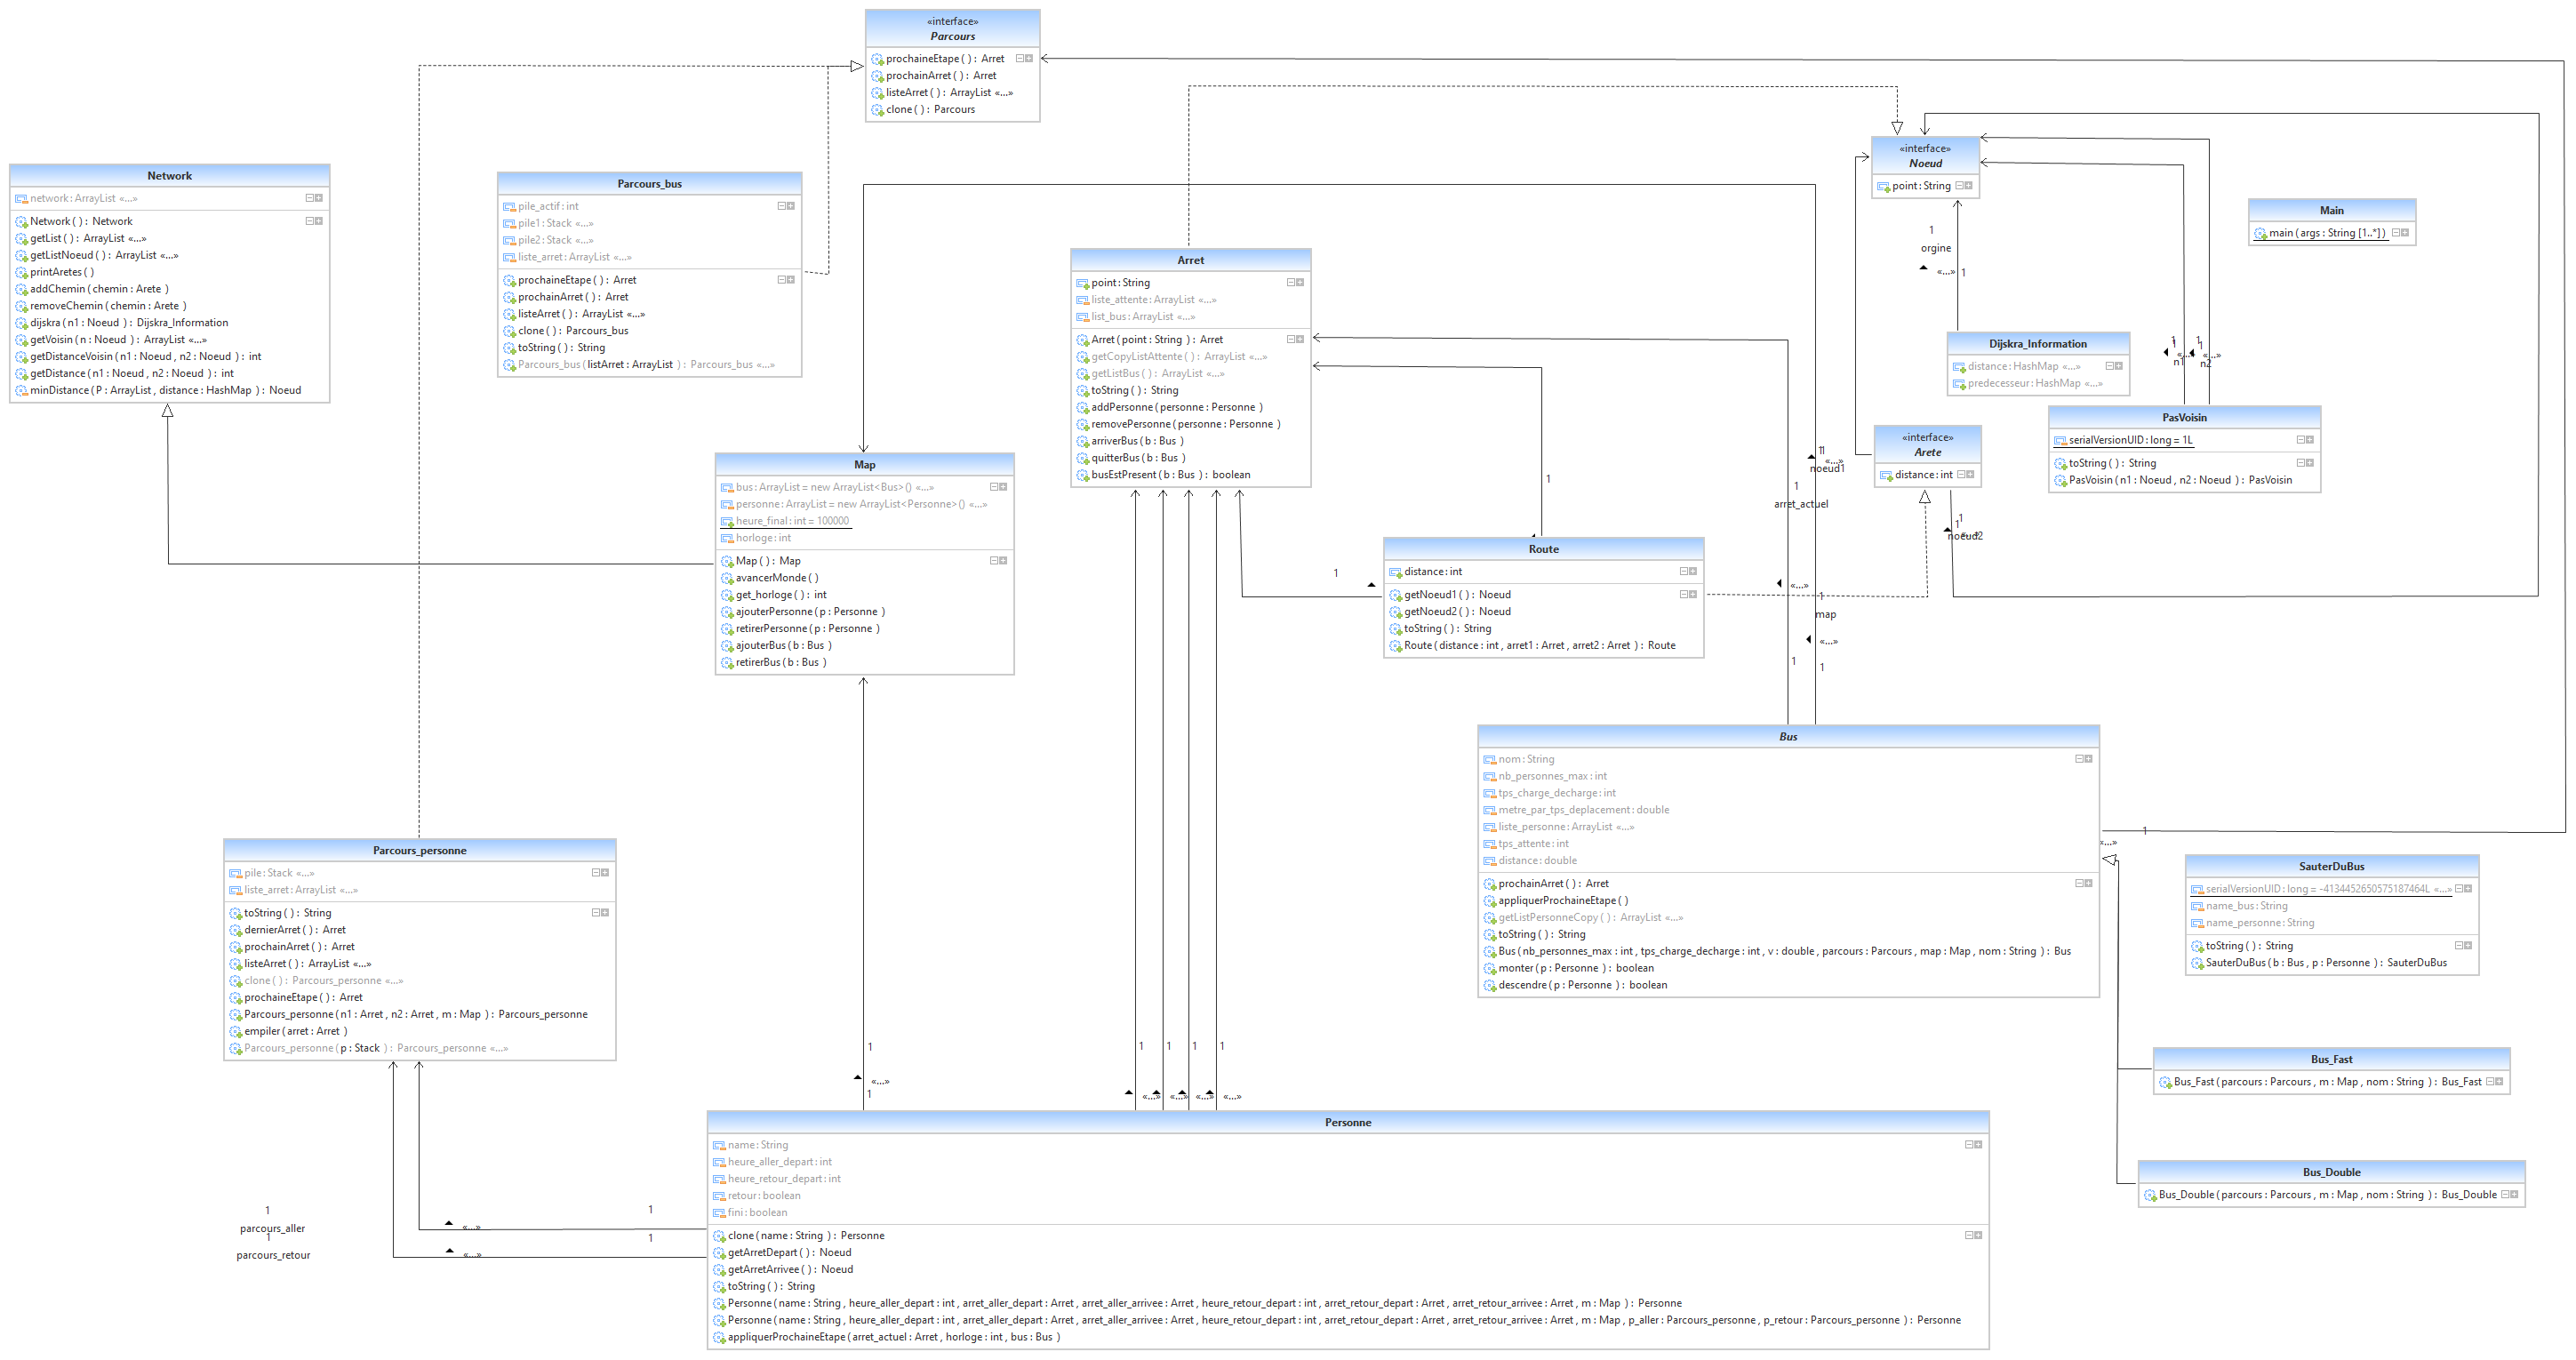 «interface»
Parcours
prochaineEtape ( ) : Arret
prochainArret ( ) : Arret
listeArret ( ) : ArrayList «...»
clone ( ) : Parcours
Network
network : ArrayList «...»
Network ( ) : Network
getList ( ) : ArrayList «...»
getListNoeud ( ) : ArrayList «...»
printAretes ( )
addChemin ( chemin : Arete )
removeChemin ( chemin : Arete )
dijskra ( n1 : Noeud ) : Dijskra_Information
getVoisin ( n : Noeud ) : ArrayList «...»
getDistanceVoisin ( n1 : Noeud , n2 : Noeud ) : int
getDistance ( n1 : Noeud , n2 : Noeud ) : int
minDistance ( P : ArrayList , distance : HashMap ) : Noeud
Parcours_bus
pile_actif : int
pile1 : Stack «...»
pile2 : Stack «...»
liste_arret : ArrayList «...»
prochaineEtape ( ) : Arret
prochainArret ( ) : Arret
listeArret ( ) : ArrayList «...»
clone ( ) : Parcours_bus
toString ( ) : String
Parcours_bus ( listArret : ArrayList ) : Parcours_bus «...»
Arret
point : String
liste_attente : ArrayList «...»
list_bus : ArrayList «...»
Arret ( point : String ) : Arret
getCopyListAttente ( ) : ArrayList «...»
getListBus ( ) : ArrayList «...»
toString ( ) : String
addPersonne ( personne : Personne )
removePersonne ( personne : Personne )
arriverBus ( b : Bus )
quitterBus ( b : Bus )
busEstPresent ( b : Bus ) : boolean
«interface»
Noeud
point : String
Main
main ( args : String [1..*] )
1
orgine
«...»
1
Dijskra_Information
distance : HashMap «...»
predecesseur : HashMap «...»
1
1
«...»
«...»
n1
n2
PasVoisin
serialVersionUID : long = 1L
toString ( ) : String
PasVoisin ( n1 : Noeud , n2 : Noeud ) : PasVoisin
«interface»
Arete
distance : int
1
1
«...»
noeud1
1
arret_actuel
1
1
noeud2
Map
bus : ArrayList = new ArrayList<Bus>() «...»
personne : ArrayList = new ArrayList<Personne>() «...»
heure_final : int = 100000
horloge : int
Map ( ) : Map
avancerMonde ( )
get_horloge ( ) : int
ajouterPersonne ( p : Personne )
retirerPersonne ( p : Personne )
ajouterBus ( b : Bus )
retirerBus ( b : Bus )
1
1
Route
distance : int
getNoeud1 ( ) : Noeud
getNoeud2 ( ) : Noeud
toString ( ) : String
Route ( distance : int , arret1 : Arret , arret2 : Arret ) : Route
«...»
1
map
«...»
1
1
Bus
nom : String
nb_personnes_max : int
tps_charge_decharge : int
metre_par_tps_deplacement : double
liste_personne : ArrayList «...»
tps_attente : int
distance : double
prochainArret ( ) : Arret
appliquerProchaineEtape ( )
getListPersonneCopy ( ) : ArrayList «...»
toString ( ) : String
Bus ( nb_personnes_max : int , tps_charge_decharge : int , v : double , parcours : Parcours , map : Map , nom : String ) : Bus
monter ( p : Personne ) : boolean
descendre ( p : Personne ) : boolean
1
«...»
SauterDuBus
serialVersionUID : long = -4134452650575187464L «...»
name_bus : String
name_personne : String
toString ( ) : String
SauterDuBus ( b : Bus , p : Personne ) : SauterDuBus
Parcours_personne
pile : Stack «...»
liste_arret : ArrayList «...»
toString ( ) : String
dernierArret ( ) : Arret
prochainArret ( ) : Arret
listeArret ( ) : ArrayList «...»
clone ( ) : Parcours_personne «...»
prochaineEtape ( ) : Arret
Parcours_personne ( n1 : Arret , n2 : Arret , m : Map ) : Parcours_personne
empiler ( arret : Arret )
Parcours_personne ( p : Stack ) : Parcours_personne «...»
1
«...»
1
1 1 1 1
«...» «...» «...» «...»
Bus_Fast
Bus_Fast ( parcours : Parcours , m : Map , nom : String ) : Bus_Fast
Bus_Double
Bus_Double ( parcours : Parcours , m : Map , nom : String ) : Bus_Double
1
parcours_aller
1
parcours_retour
«...»
«...»
1
1
Personne
name : String
heure_aller_depart : int
heure_retour_depart : int
retour : boolean
fini : boolean
clone ( name : String ) : Personne
getArretDepart ( ) : Noeud
getArretArrivee ( ) : Noeud
toString ( ) : String
Personne ( name : String , heure_aller_depart : int , arret_aller_depart : Arret , arret_aller_arrivee : Arret , heure_retour_depart : int , arret_retour_depart : Arret , arret_retour_arrivee : Arret , m : Map ) : Personne
Personne ( name : String , heure_aller_depart : int , arret_aller_depart : Arret , arret_aller_arrivee : Arret , heure_retour_depart : int , arret_retour_depart : Arret , arret_retour_arrivee : Arret , m : Map , p_aller : Parcours_personne , p_retour : Parcours_personne ) : Personne
appliquerProchaineEtape ( arret_actuel : Arret , horloge : int , bus : Bus )